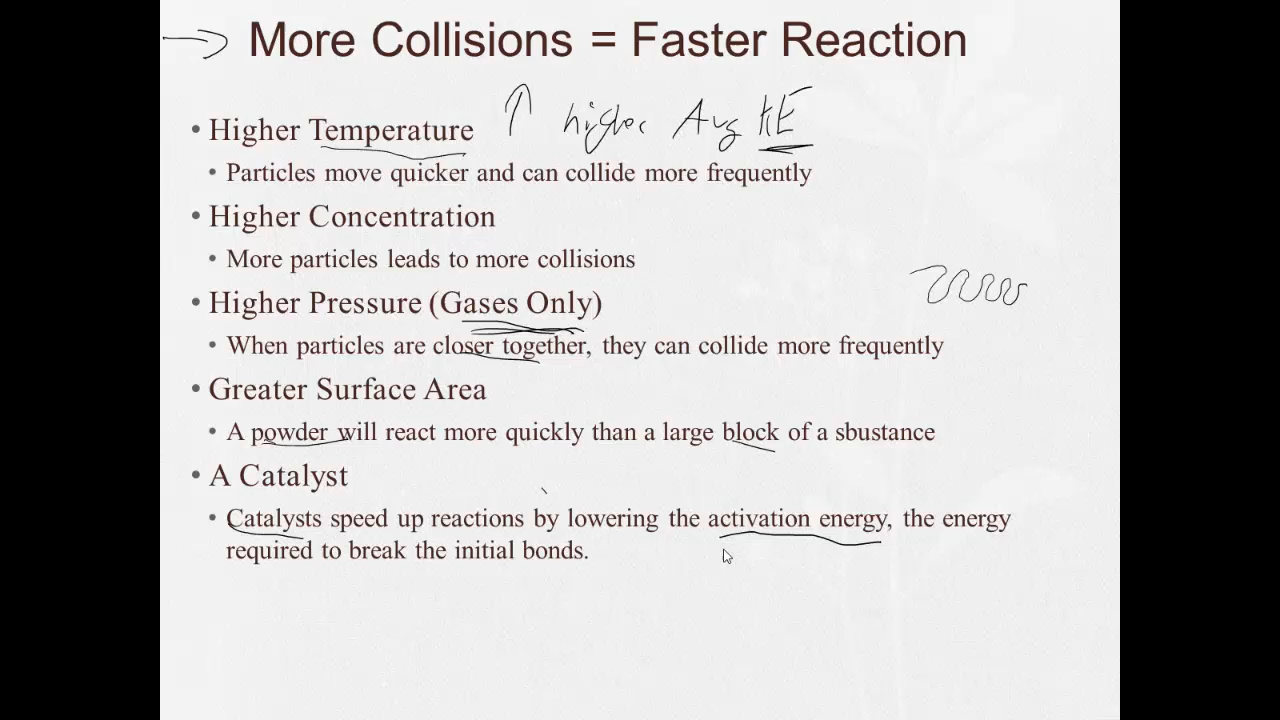 More Collisions = Faster Reaction
• Higher Temperature ↑ higher Avg KE
• Particles move quicker and can collide more frequently
• Higher Concentration
• More particles leads to more collisions
• Higher Pressure (Gases Only)
• When particles are closer together, they can collide more frequently
• Greater Surface Area
• A powder will react more quickly than a large block of a sbustance
• A Catalyst
• Catalysts speed up reactions by lowering the activation energy, the energy
required to break the initial bonds.